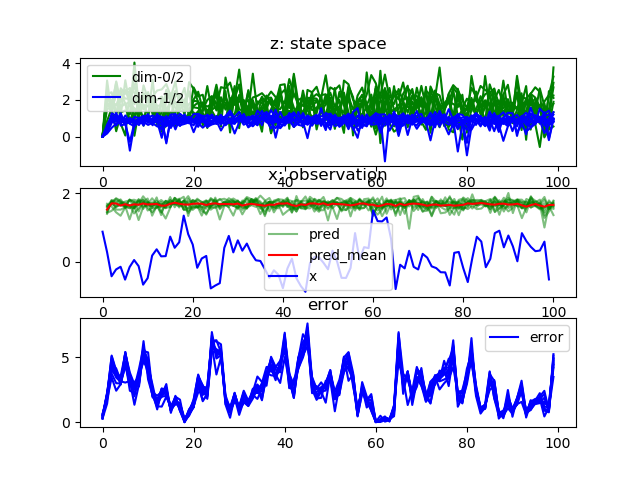 z: state space
4
2
0
dim-0/2
dim-1/2
0 20 40 60 80 100
x: observation
2
0
pred
pred_mean
x
0 20 40 60 80 100
error
5
0
error
0 20 40 60 80 100